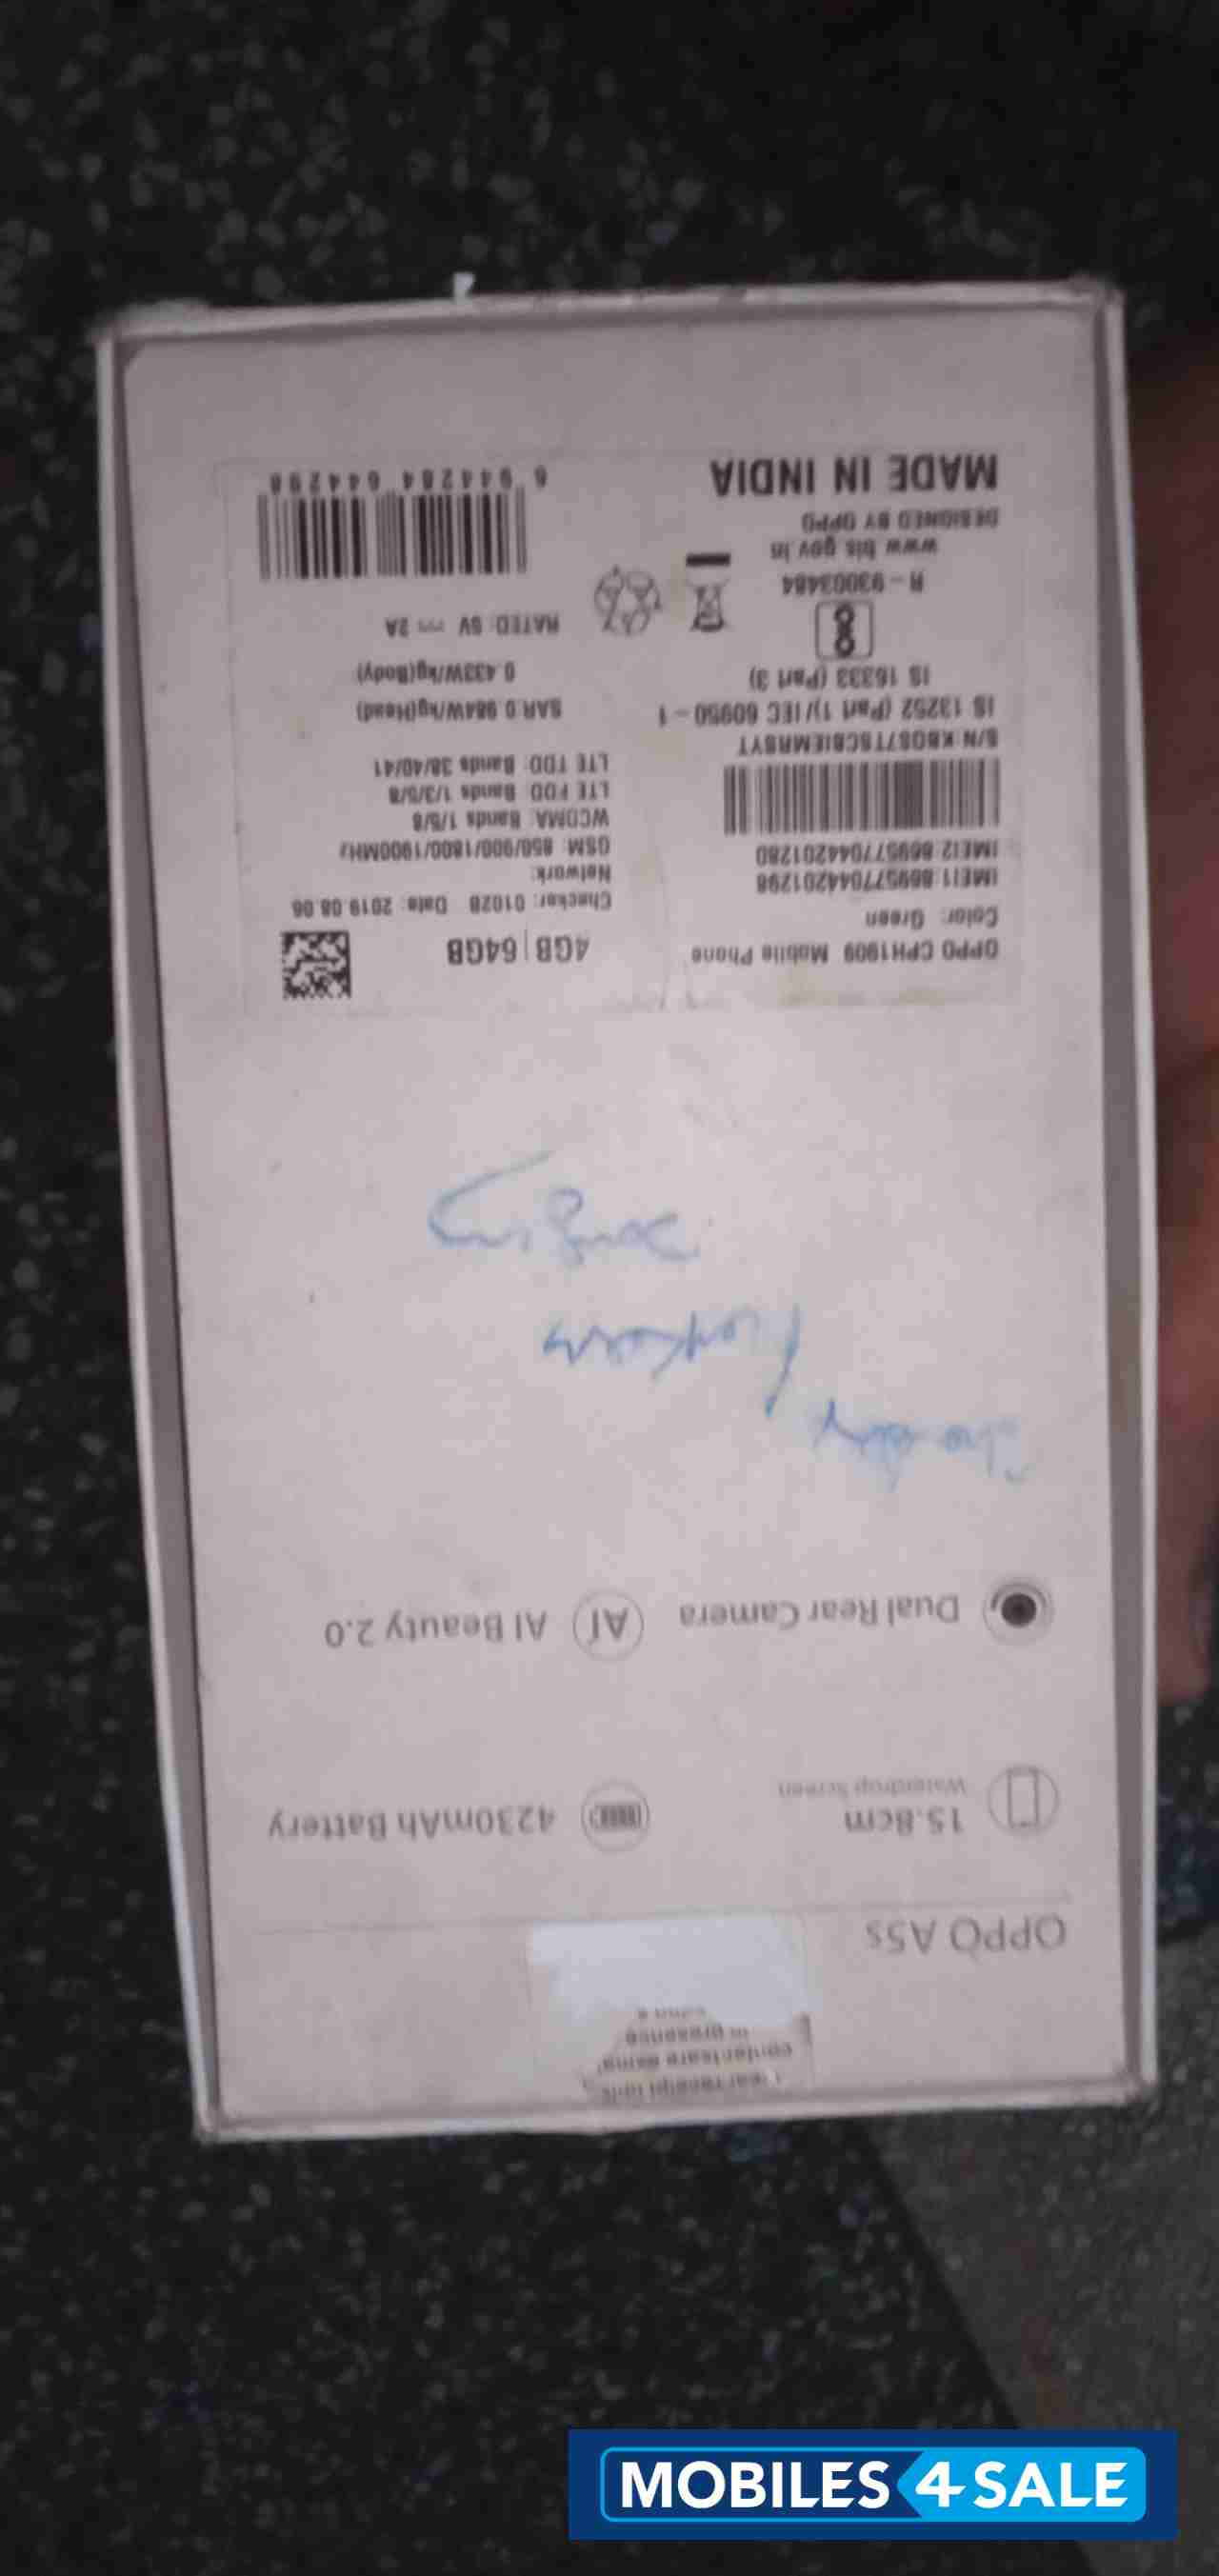 OPPO A5s
15.8cm
Waterdrop Screen
4230mAh Battery
Dual Rear Camera
AI
AI Beauty 2.0
OPPO CPH1909 Mobile Phone
Color: Green
IMEI1:869577044201298
IMEI2:869577044201280
IS 13252 (Part 1)/IEC 60950-1
IS 16333 (Part 3)
R-93003484
www.bis.gov.in
DESIGNED BY OPPO
MADE IN INDIA
4GB|64GB
Checker: 01028 Date: 2019.08.06
Network:
GSM: 850/900/1800/1900MHz
WCDMA: Bands 1/5/8
LTE FDD: Bands 1/3/5/8
LTE TDD: Bands 38/40/41
SAR:0.984W/kg(Head)
0.433W/kg(Body)
RATED: 5V 2A
6 944284 644298
MOBILES 4 SALE